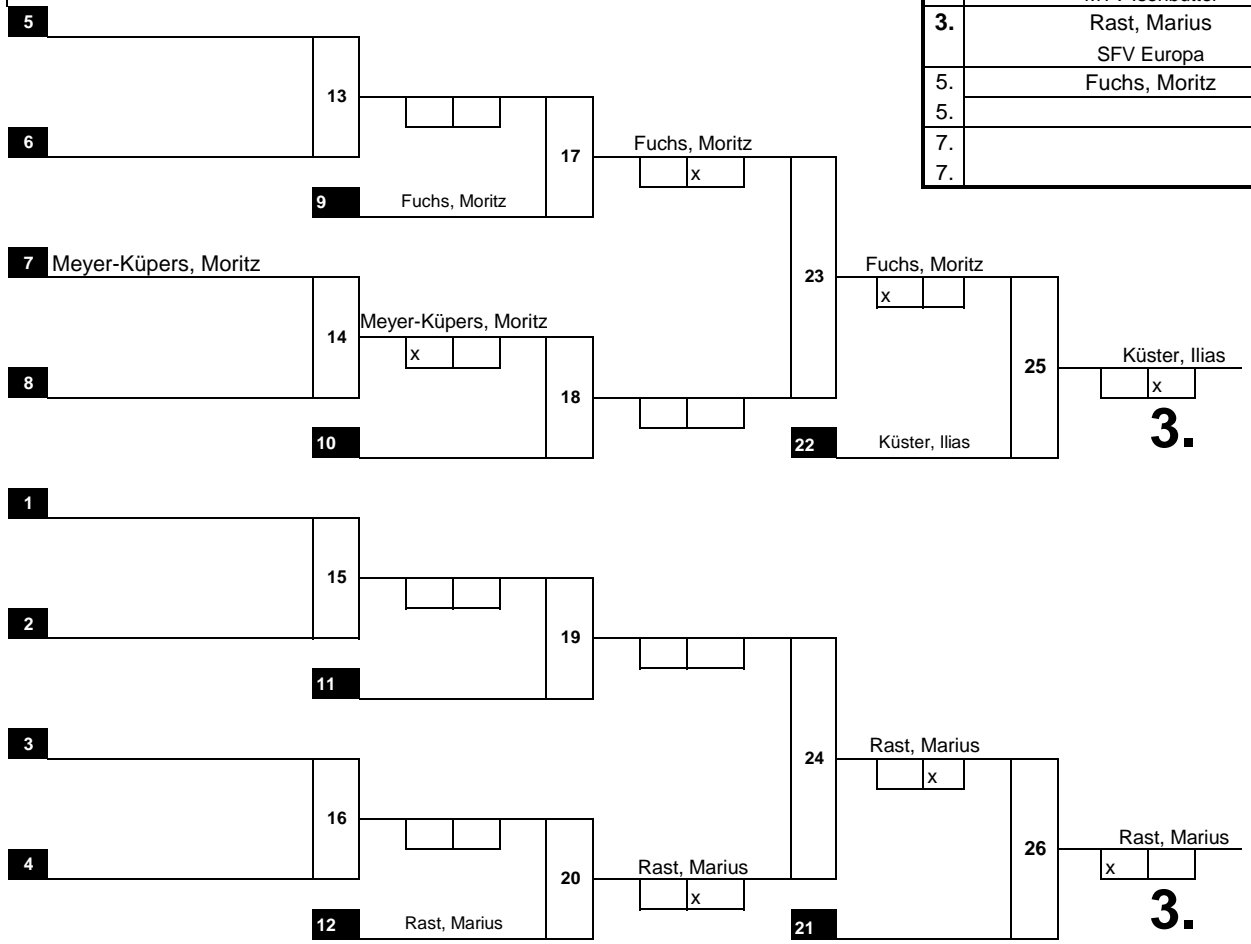 3. Rast, Marius
SFV Europa
5. Fuchs, Moritz
5.
7.
7.
5
13
6
17
Fuchs, Moritz
x
9 Fuchs, Moritz
7 Meyer-Küpers, Moritz
23
Fuchs, Moritz
x
14
Meyer-Küpers, Moritz
x
25
Küster, Ilias
x
3.
8
18
10
22 Küster, Ilias
1
15
2
19
11
3
24
Rast, Marius
x
16
26
Rast, Marius
x
3.
4
20
Rast, Marius
x
12 Rast, Marius
21